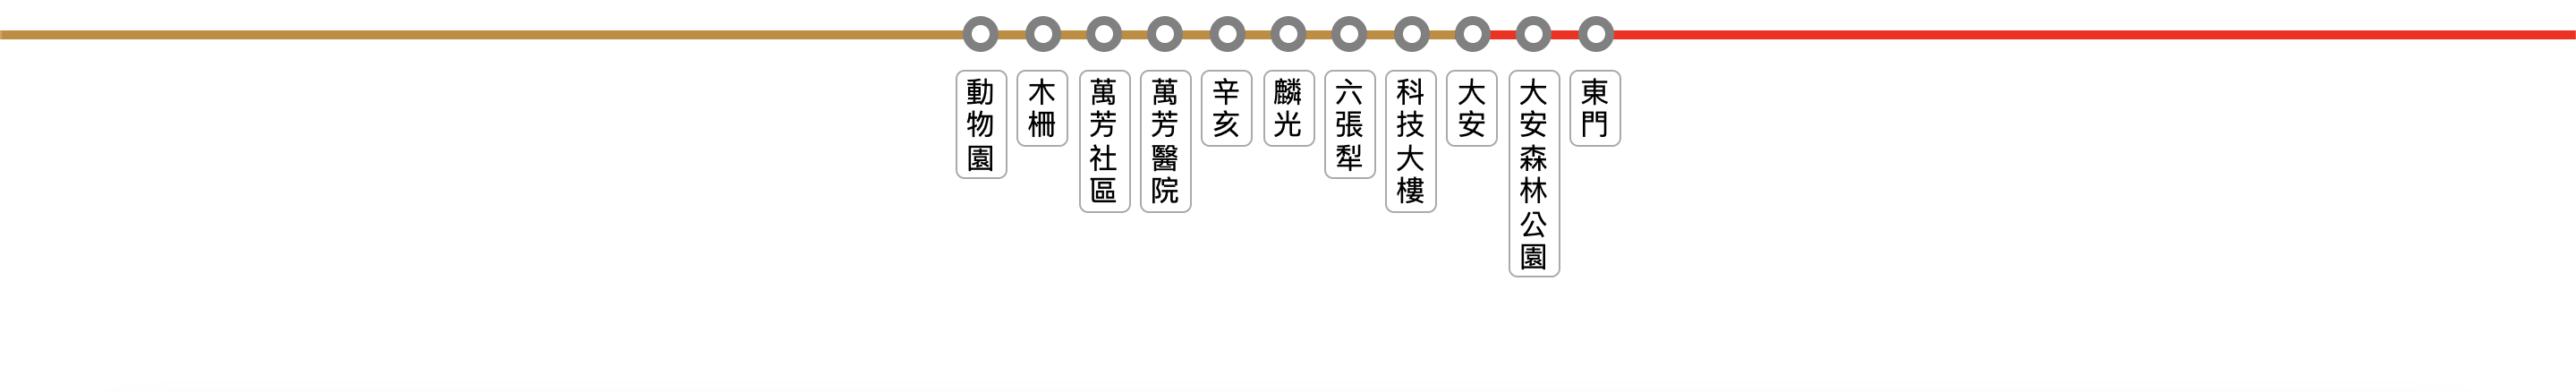 動物園
木柵
萬芳社區
萬芳醫院
辛亥
麟光
六張犁
科技大樓
大安
大安森林公園
東門